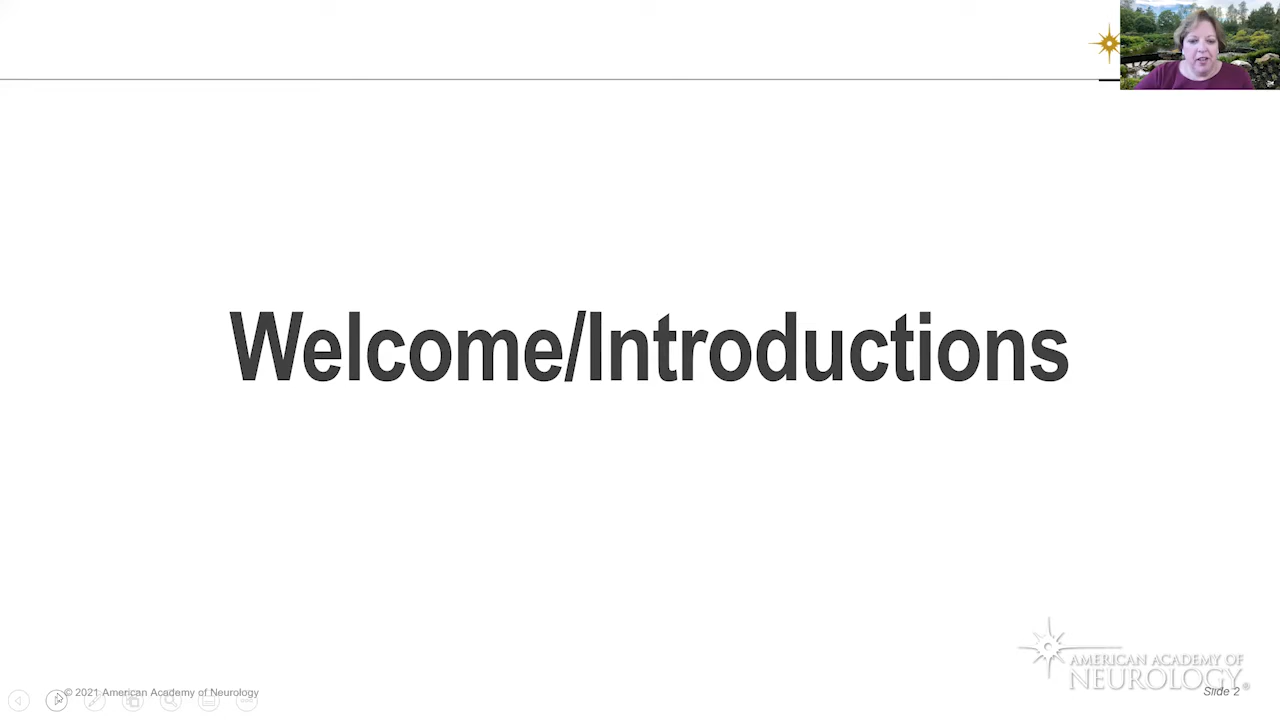 Welcome/Introductions
AMERICAN ACADEMY OF
NEUROLOGY®
© 2021 American Academy of Neurology
Slide 2